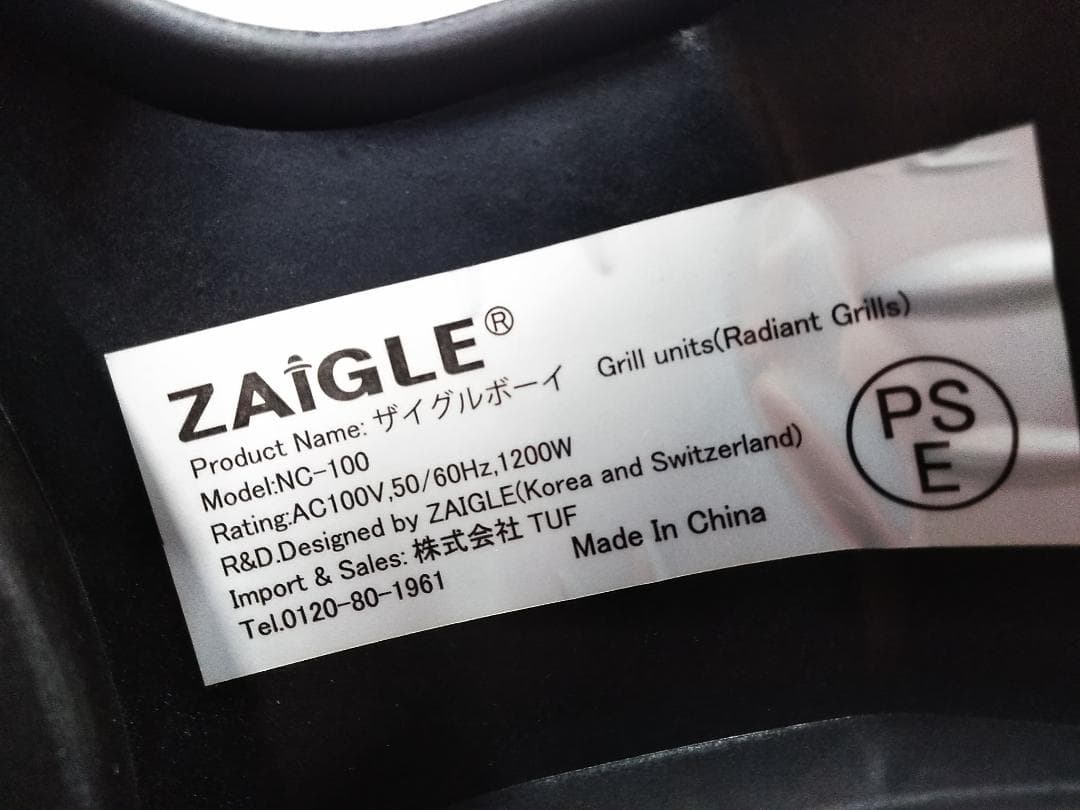 ZAIGLE®
Product Name: ザイグルボーイ Grill units(Radiant Grills)
Model:NC-100
Rating:AC100V,50/60Hz,1200W
R&D.Designed by ZAIGLE(Korea and Switzerland)
Import & Sales: 株式会社 TUF
Tel.0120-80-1961
Made In China
PS
E